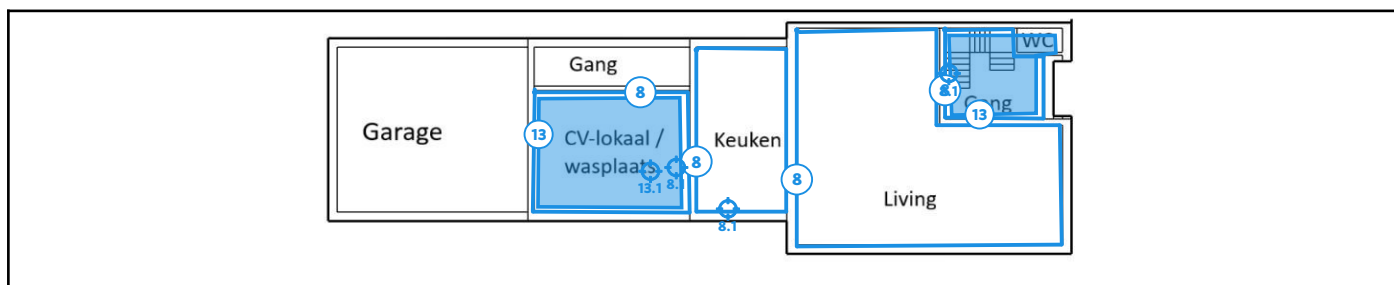 WC
Gang
8
8.1
Gang
13
Garage
13
CV-lokaal /
wasplaats
Keuken
8
13.1
8.1
8
Living
8.1